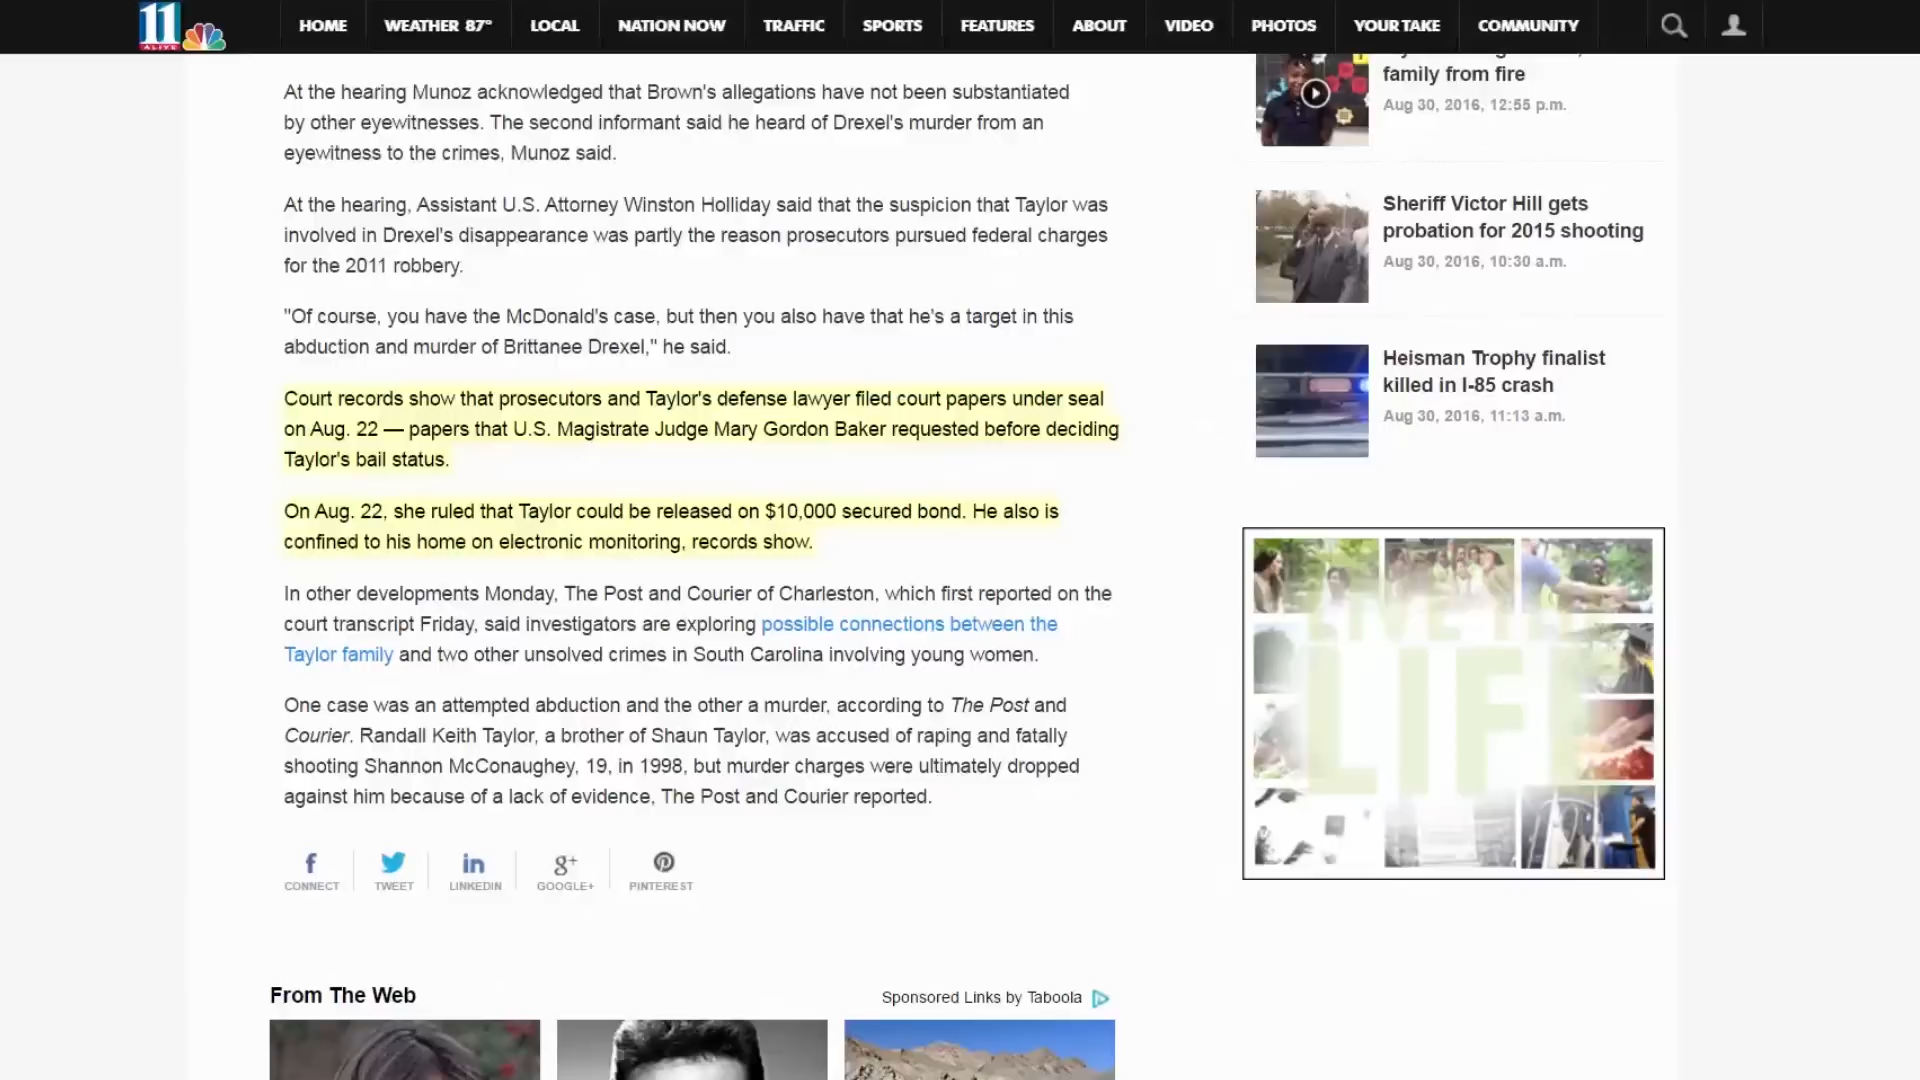 11
ALIVE
HOME
WEATHER 87°
LOCAL
NATION NOW
TRAFFIC
SPORTS
FEATURES
ABOUT
VIDEO
PHOTOS
YOUR TAKE
COMMUNITY
At the hearing Munoz acknowledged that Brown's allegations have not been substantiated
by other eyewitnesses. The second informant said he heard of Drexel's murder from an
eyewitness to the crimes, Munoz said.
At the hearing, Assistant U.S. Attorney Winston Holliday said that the suspicion that Taylor was
involved in Drexel's disappearance was partly the reason prosecutors pursued federal charges
for the 2011 robbery.
"Of course, you have the McDonald's case, but then you also have that he's a target in this
abduction and murder of Brittanee Drexel," he said.
Court records show that prosecutors and Taylor's defense lawyer filed court papers under seal
on Aug. 22 — papers that U.S. Magistrate Judge Mary Gordon Baker requested before deciding
Taylor's bail status.
On Aug. 22, she ruled that Taylor could be released on $10,000 secured bond. He also is
confined to his home on electronic monitoring, records show.
In other developments Monday, The Post and Courier of Charleston, which first reported on the
court transcript Friday, said investigators are exploring possible connections between the
Taylor family and two other unsolved crimes in South Carolina involving young women.
One case was an attempted abduction and the other a murder, according to The Post and
Courier. Randall Keith Taylor, a brother of Shaun Taylor, was accused of raping and fatally
shooting Shannon McConaughey, 19, in 1998, but murder charges were ultimately dropped
against him because of a lack of evidence, The Post and Courier reported.
CONNECT
TWEET
LINKEDIN
GOOGLE+
PINTEREST
From The Web
Sponsored Links by Taboola
family from fire
Aug 30, 2016, 12:55 p.m.
Sheriff Victor Hill gets
probation for 2015 shooting
Aug 30, 2016, 10:30 a.m.
Heisman Trophy finalist
killed in I-85 crash
Aug 30, 2016, 11:13 a.m.
LIFE